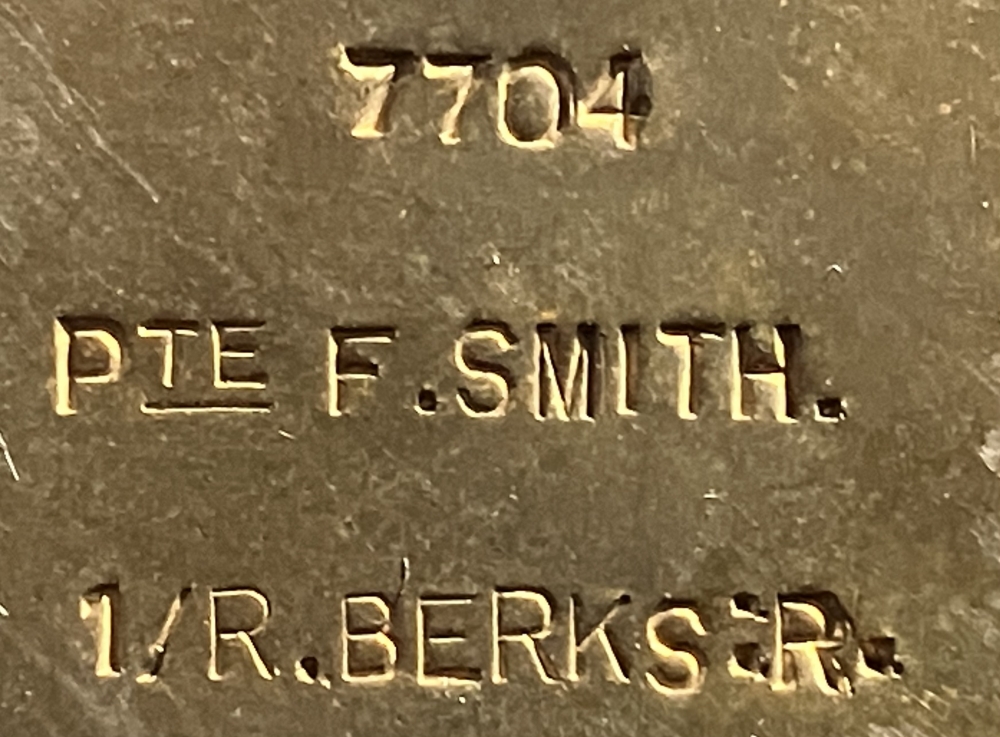 7704
PTE F.SMITH.
1/R.BERKS:R.